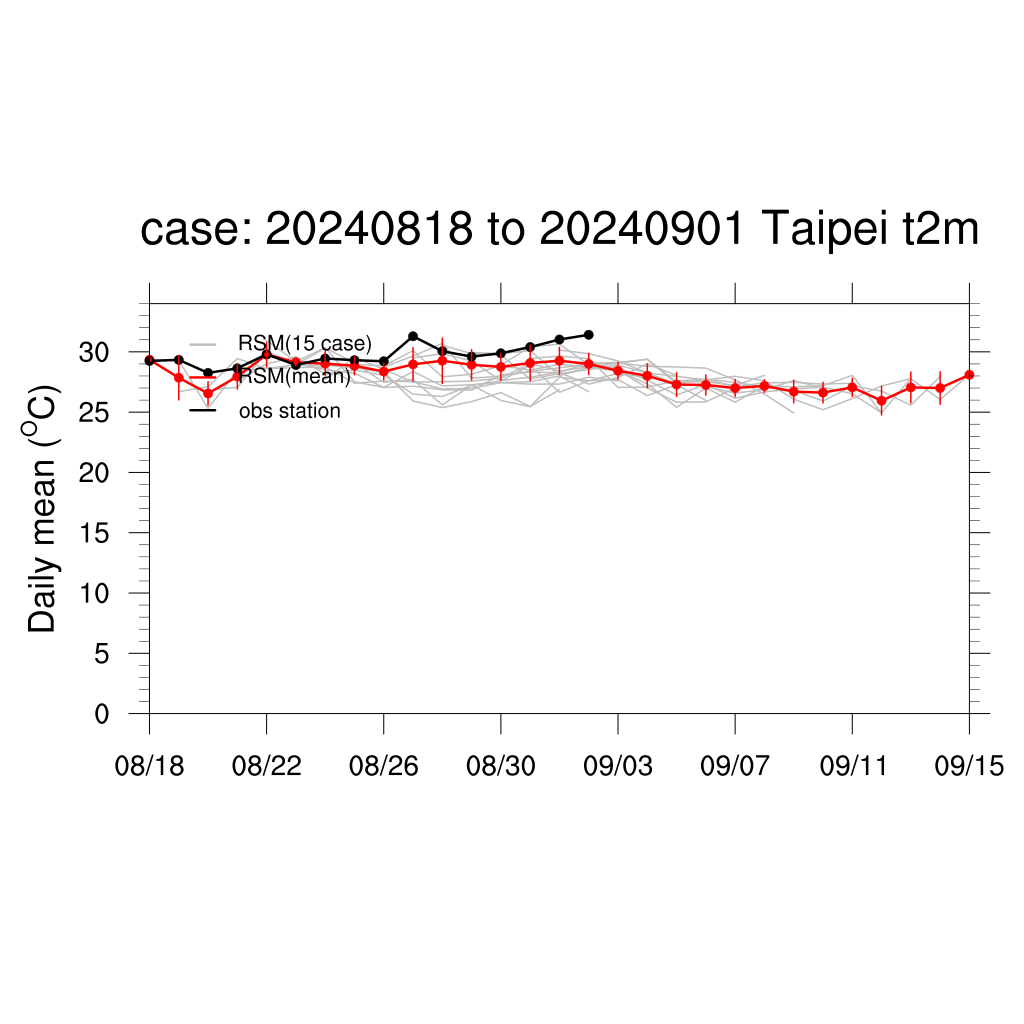 case: 20240818 to 20240901 Taipei t2m
Daily mean (°C)
RSM(15 case)
RSM(mean)
obs station
30
25
20
15
10
5
0
08/18 08/22 08/26 08/30 09/03 09/07 09/11 09/15